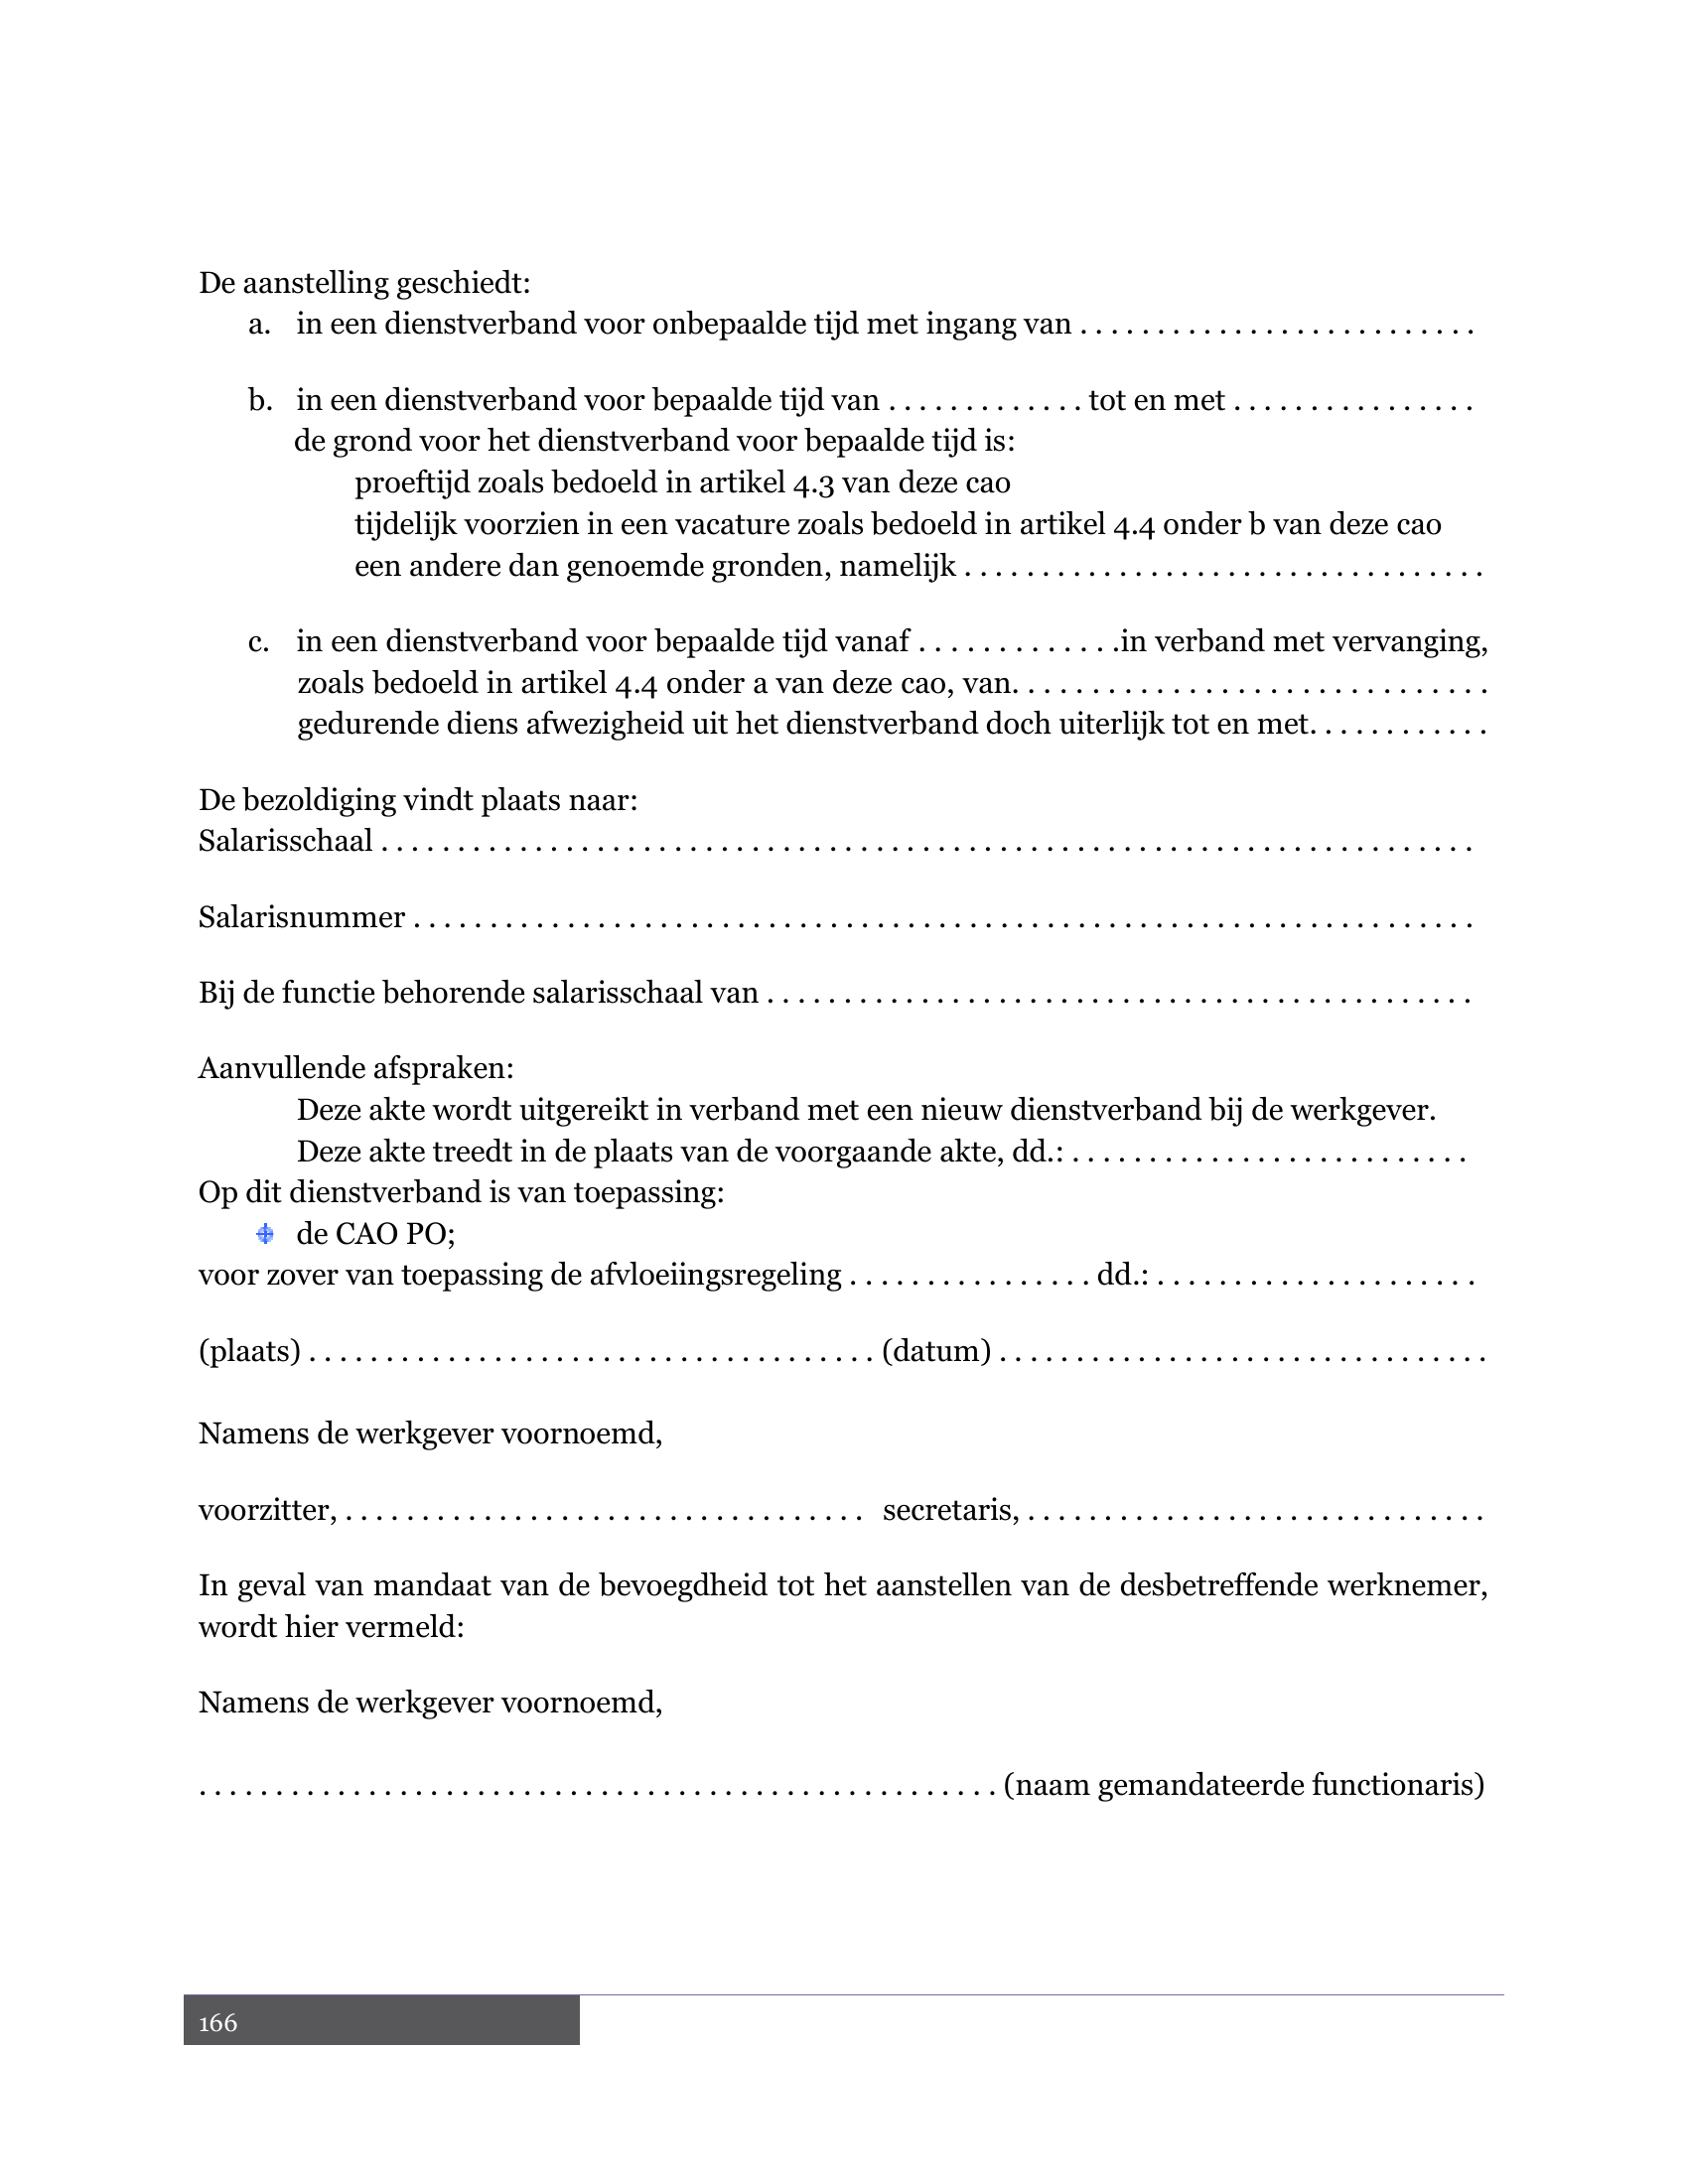 De aanstelling geschiedt:
a. in een dienstverband voor onbepaalde tijd met ingang van . . . . . . . . . . . . . . . . . . . . . . . . . .
b. in een dienstverband voor bepaalde tijd van . . . . . . . . . . . . . tot en met . . . . . . . . . . . . . . . .
de grond voor het dienstverband voor bepaalde tijd is:
proeftijd zoals bedoeld in artikel 4.3 van deze cao
tijdelijk voorzien in een vacature zoals bedoeld in artikel 4.4 onder b van deze cao
een andere dan genoemde gronden, namelijk . . . . . . . . . . . . . . . . . . . . . . . . . . . . . . . . . .
c. in een dienstverband voor bepaalde tijd vanaf . . . . . . . . . . . . .in verband met vervanging,
zoals bedoeld in artikel 4.4 onder a van deze cao, van. . . . . . . . . . . . . . . . . . . . . . . . . . . . . . .
gedurende diens afwezigheid uit het dienstverband doch uiterlijk tot en met. . . . . . . . . . . .
De bezoldiging vindt plaats naar:
Salarisschaal . . . . . . . . . . . . . . . . . . . . . . . . . . . . . . . . . . . . . . . . . . . . . . . . . . . . . . . . . . . . . . . . . . . . . . .
Salarisnummer . . . . . . . . . . . . . . . . . . . . . . . . . . . . . . . . . . . . . . . . . . . . . . . . . . . . . . . . . . . . . . . . . . . . .
Bij de functie behorende salarisschaal van . . . . . . . . . . . . . . . . . . . . . . . . . . . . . . . . . . . . . . . . . . . . . .
Aanvullende afspraken:
Deze akte wordt uitgereikt in verband met een nieuw dienstverband bij de werkgever.
Deze akte treedt in de plaats van de voorgaande akte, dd.: . . . . . . . . . . . . . . . . . . . . . . . . . .
Op dit dienstverband is van toepassing:
de CAO PO;
voor zover van toepassing de afvloeiingsregeling . . . . . . . . . . . . . . . . dd.: . . . . . . . . . . . . . . . . . . . . .
(plaats) . . . . . . . . . . . . . . . . . . . . . . . . . . . . . . . . . . . . . (datum) . . . . . . . . . . . . . . . . . . . . . . . . . . . . . . . .
Namens de werkgever voornoemd,
voorzitter, . . . . . . . . . . . . . . . . . . . . . . . . . . . . . . . . . . secretaris, . . . . . . . . . . . . . . . . . . . . . . . . . . . . . .
In geval van mandaat van de bevoegdheid tot het aanstellen van de desbetreffende werknemer,
wordt hier vermeld:
Namens de werkgever voornoemd,
. . . . . . . . . . . . . . . . . . . . . . . . . . . . . . . . . . . . . . . . . . . . . . . . . . . . (naam gemandateerde functionaris)
166